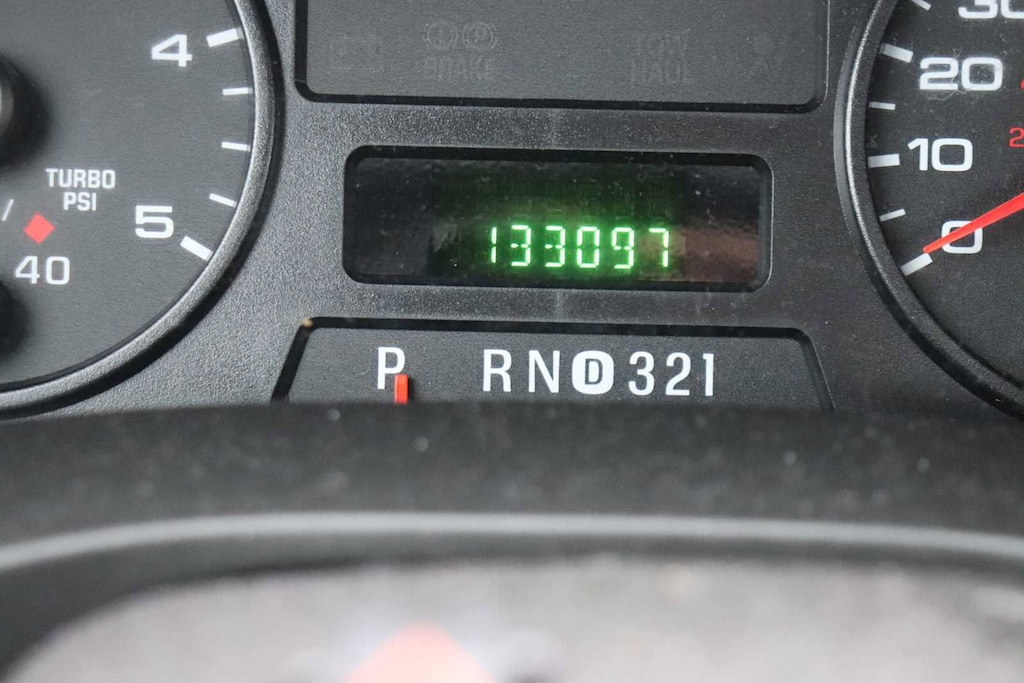 4
BRAKE
TOW
HAUL
30
20
10
0
TURBO
PSI
5
40
133097
P RND321